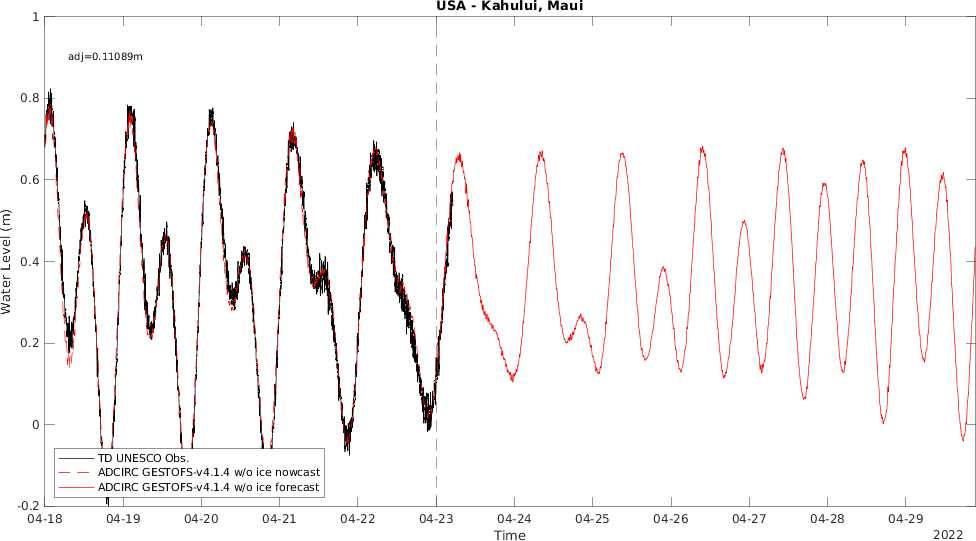 USA - Kahului, Maui
adj=0.11089m
Water Level (m)
1
0.8
0.6
0.4
0.2
0
-0.2
TD UNESCO Obs.
ADCIRC GESTOFS-v4.1.4 w/o ice nowcast
ADCIRC GESTOFS-v4.1.4 w/o ice forecast
04-18 04-19 04-20 04-21 04-22 04-23 04-24 04-25 04-26 04-27 04-28 04-29
Time
2022